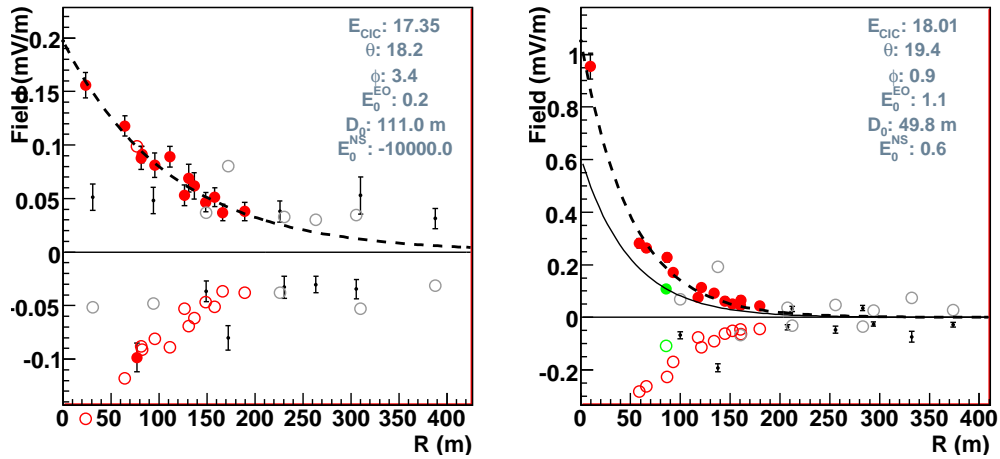 Field (mV/m)
0.2
0.15
0.1
0.05
0
-0.05
-0.1
0 50 100 150 200 250 300 350 400
R (m)
E_CIC: 17.35
θ: 18.2
ϕ: 3.4
E_0^EO: 0.2
D_0: 111.0 m
E_0^NS: -10000.0
Field (mV/m)
1
0.8
0.6
0.4
0.2
0
-0.2
0 50 100 150 200 250 300 350 400
R (m)
E_CIC: 18.01
θ: 19.4
ϕ: 0.9
E_0^EO: 1.1
D_0: 49.8 m
E_0^NS: 0.6